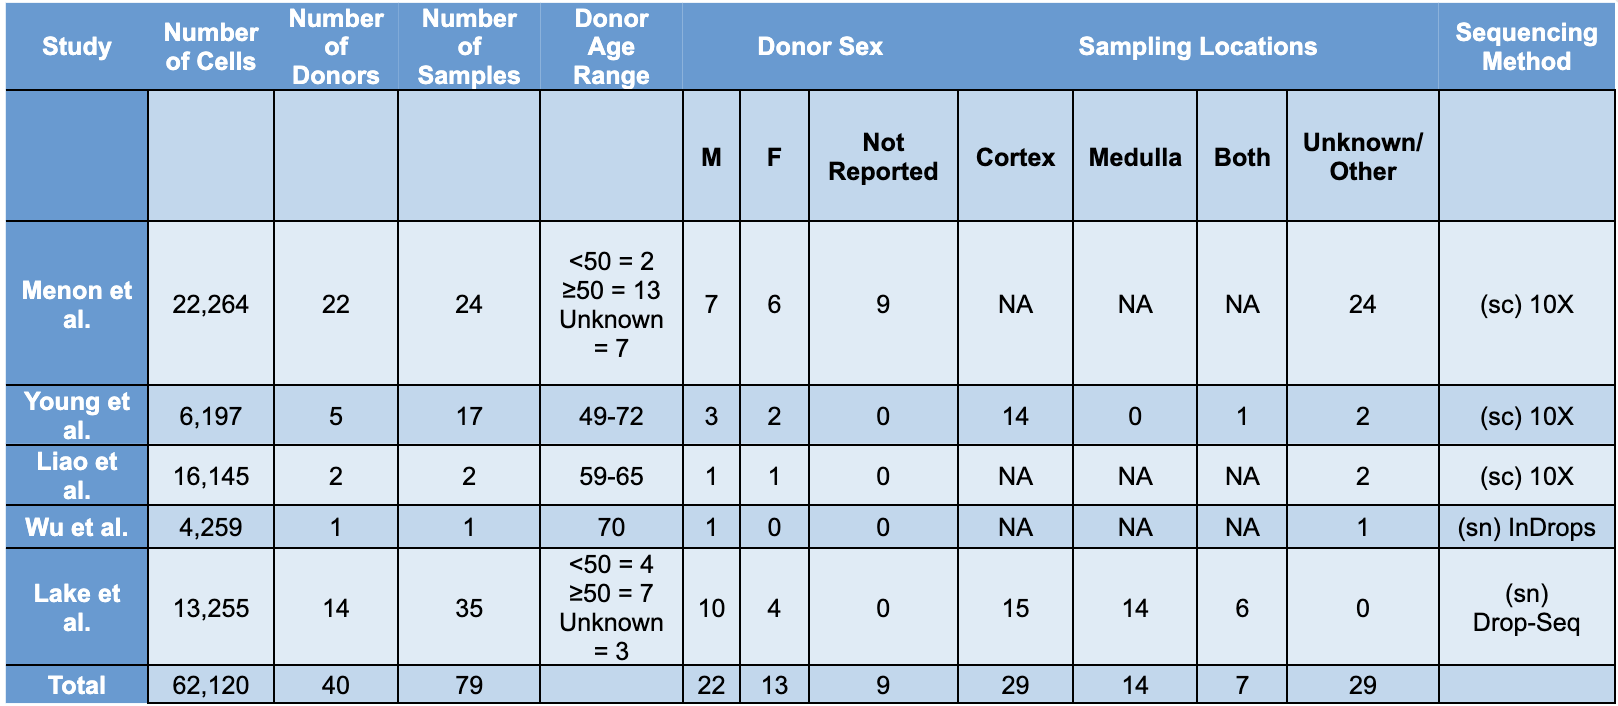 Study Number of Cells Number of Donors Number of Samples Donor Age Range Donor Sex Sampling Locations Sequencing Method
M F Not Reported Cortex Medulla Both Unknown/ Other
Menon et al. 22,264 22 24 <50 = 2 ≥50 = 13 Unknown = 7 7 6 9 NA NA NA 24 (sc) 10X
Young et al. 6,197 5 17 49-72 3 2 0 14 0 1 2 (sc) 10X
Liao et al. 16,145 2 2 59-65 1 1 0 NA NA NA 2 (sc) 10X
Wu et al. 4,259 1 1 70 1 0 0 NA NA NA 1 (sn) InDrops
Lake et al. 13,255 14 35 <50 = 4 ≥50 = 7 Unknown = 3 10 4 0 15 14 6 0 (sn) Drop-Seq
Total 62,120 40 79 22 13 9 29 14 7 29